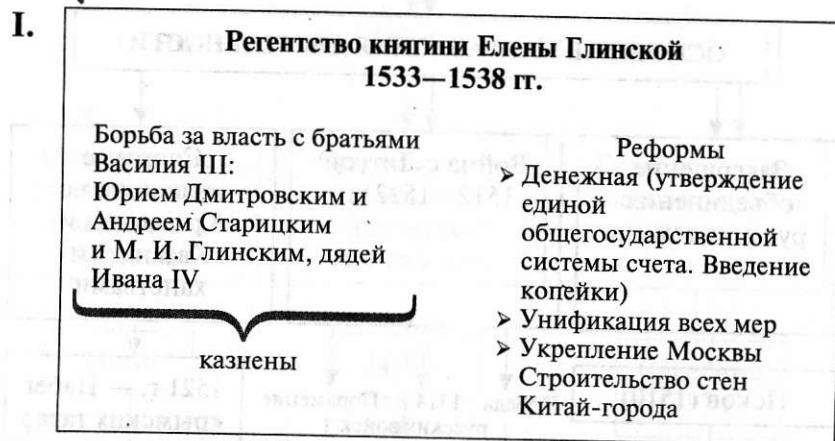 I.
Регентство княгини Елены Глинской
1533—1538 гг.
Борьба за власть с братьями
Василия III:
Юрием Дмитровским и
Андреем Старицким
и М. И. Глинским, дядей
Ивана IV
казнены
Реформы
➢ Денежная (утверждение
единой
общегосударственной
системы счета. Введение
копейки)
➢ Унификация всех мер
➢ Укрепление Москвы
Строительство стен
Китай-города